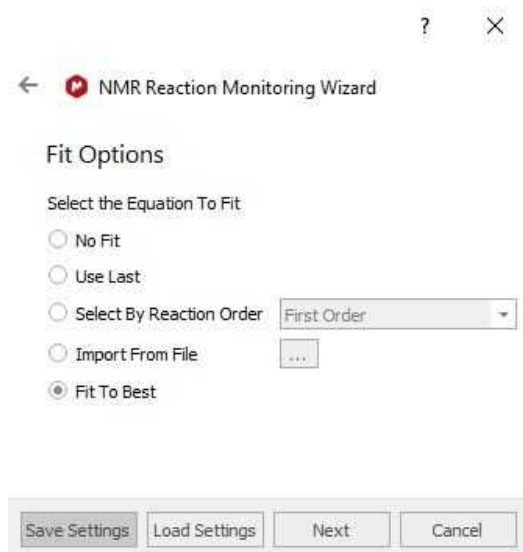 ?
NMR Reaction Monitoring Wizard
Fit Options
Select the Equation To Fit
No Fit
Use Last
Select By Reaction Order First Order
Import From File ...
Fit To Best
Save Settings Load Settings Next Cancel